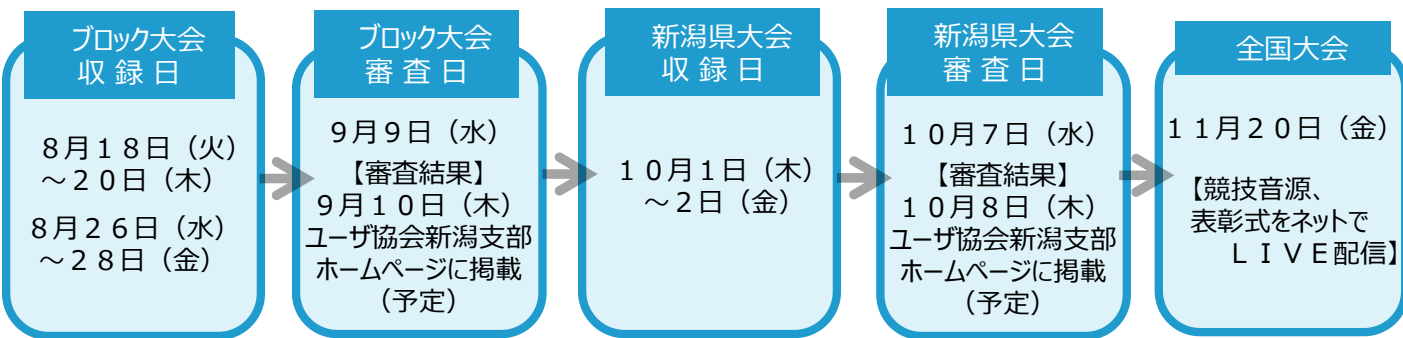 ブロック大会
収 録 日
8月１８日（火）
～２０日（木）
8月２６日（水）
～２８日（金）
ブロック大会
審 査 日
９月９日（水）
【審査結果】
９月１０日（木）
ユーザ協会新潟支部
ホームページに掲載
（予定）
新潟県大会
収 録 日
１０月１日（木）
～２日（金）
新潟県大会
審 査 日
１０月７日（水）
【審査結果】
１０月８日（木）
ユーザ協会新潟支部
ホームページに掲載
（予定）
全国大会
１１月２０日（金）
【競技音源、
表彰式をネットで
ＬＩＶＥ配信】